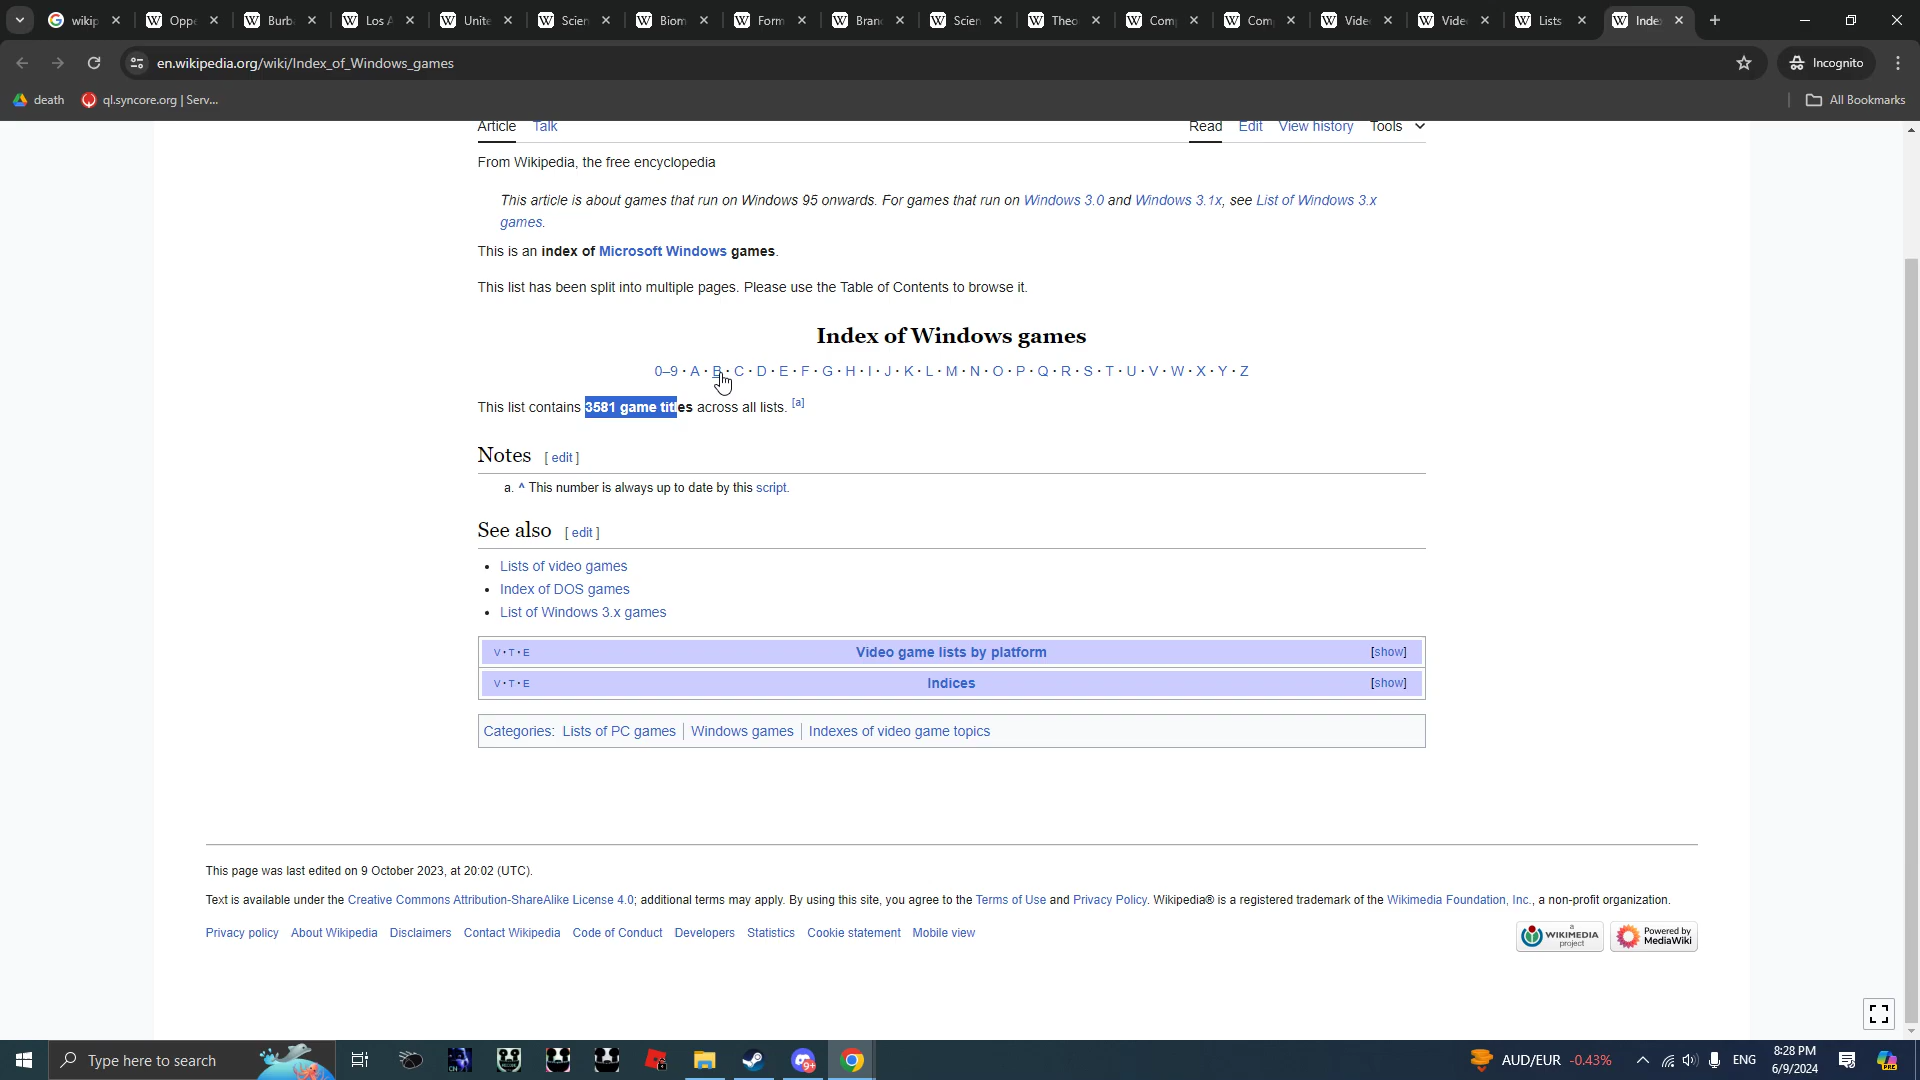 wikip
Opp
Burb
Los A
Unite
Scien
Biom
Form
Branc
Scien
Theo
Com
Com
Vide
Vide
Lists
Inde
en.wikipedia.org/wiki/Index_of_Windows_games
Incognito
death
ql.syncore.org | Serv...
All Bookmarks
Article Talk
Read Edit View history Tools
From Wikipedia, the free encyclopedia
This article is about games that run on Windows 95 onwards. For games that run on Windows 3.0 and Windows 3.1x, see List of Windows 3.x
games.
This is an index of Microsoft Windows games.
This list has been split into multiple pages. Please use the Table of Contents to browse it.
Index of Windows games
0–9 · A · B · C · D · E · F · G · H · I · J · K · L · M · N · O · P · Q · R · S · T · U · V · W · X · Y · Z
This list contains 3581 game titles across all lists. [a]
Notes [ edit ]
a. ^ This number is always up to date by this script.
See also [ edit ]
• Lists of video games
• Index of DOS games
• List of Windows 3.x games
V · T · E Video game lists by platform [show]
V · T · E Indices [show]
Categories: Lists of PC games | Windows games | Indexes of video game topics
This page was last edited on 9 October 2023, at 20:02 (UTC).
Text is available under the Creative Commons Attribution-ShareAlike License 4.0; additional terms may apply. By using this site, you agree to the Terms of Use and Privacy Policy. Wikipedia® is a registered trademark of the Wikimedia Foundation, Inc., a non-profit organization.
Privacy policy About Wikipedia Disclaimers Contact Wikipedia Code of Conduct Developers Statistics Cookie statement Mobile view
a WIKIMEDIA project
Powered by MediaWiki
Type here to search
9+
AUD/EUR -0.43%
ENG
8:28 PM
6/9/2024